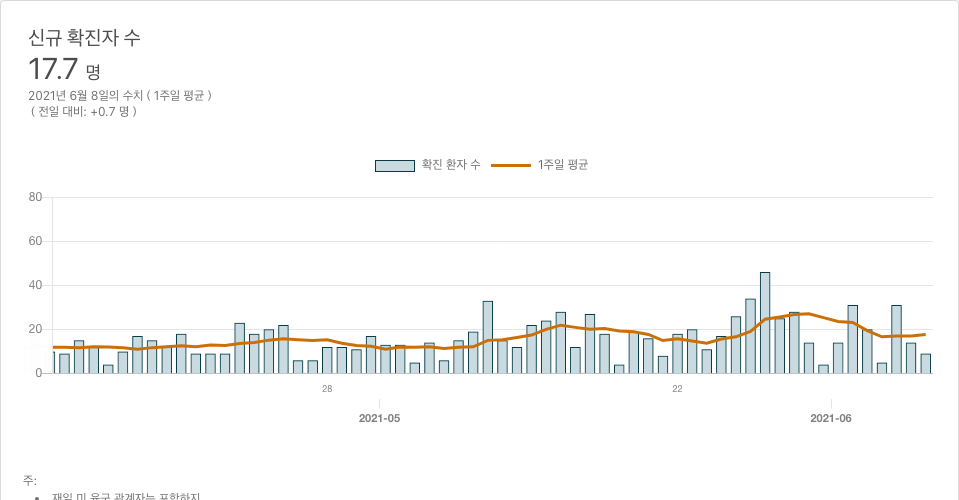 신규 확진자 수
17.7 명
2021년 6월 8일의 수치 ( 1주일 평균 )
( 전일 대비: +0.7 명 )
확진 환자 수 1주일 평균
80
60
40
20
0
28 22
2021-05 2021-06
주:
• 재일 미 육군 관계자는 포함하지